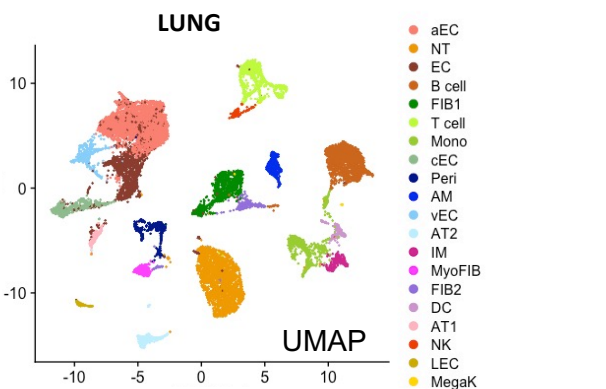 LUNG
aEC
NT
EC
B cell
FIB1
T cell
Mono
cEC
Peri
AM
vEC
AT2
IM
MyoFIB
FIB2
DC
AT1
NK
LEC
MegaK
10
0
-10
UMAP
-10 -5 0 5 10